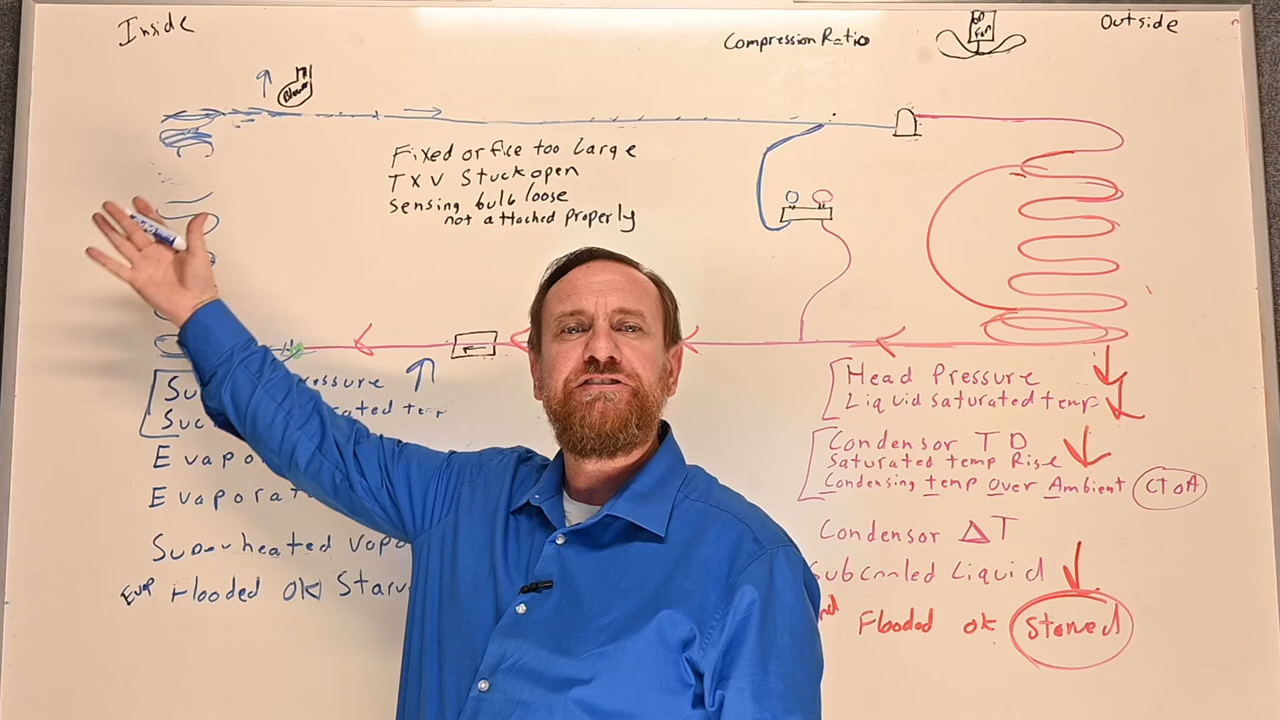 Inside
Compression Ratio
OD Fan
Outside
Blower
Fixed orfice too Large
TXV Stuck open
Sensing bulb loose
not attached properly
Head Pressure
Liquid saturated temp
Condensor TD
Saturated temp Rise
Condensing temp Over Ambient CTOA
Condensor ΔT
Subcooled Liquid
Flooded ok Starved
Evap Flooded OK
Superheated